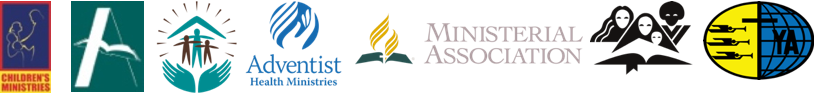 CHILDREN'S
MINISTRIES
Adventist
Health Ministries
MINISTERIAL
ASSOCIATION
YA